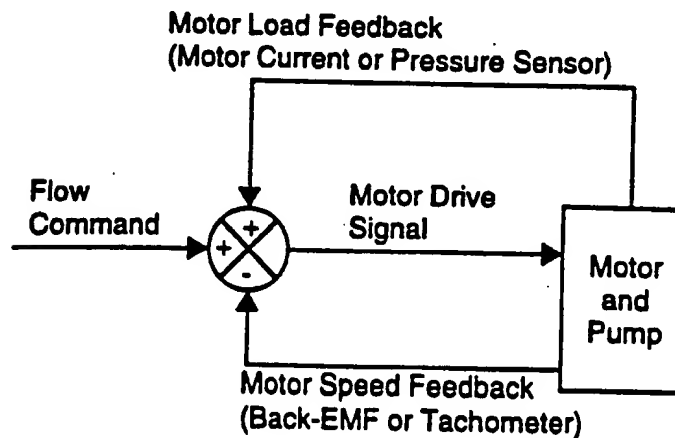 Motor Load Feedback
(Motor Current or Pressure Sensor)
Flow
Command
Motor Drive
Signal
+
+
-
Motor
and
Pump
Motor Speed Feedback
(Back-EMF or Tachometer)